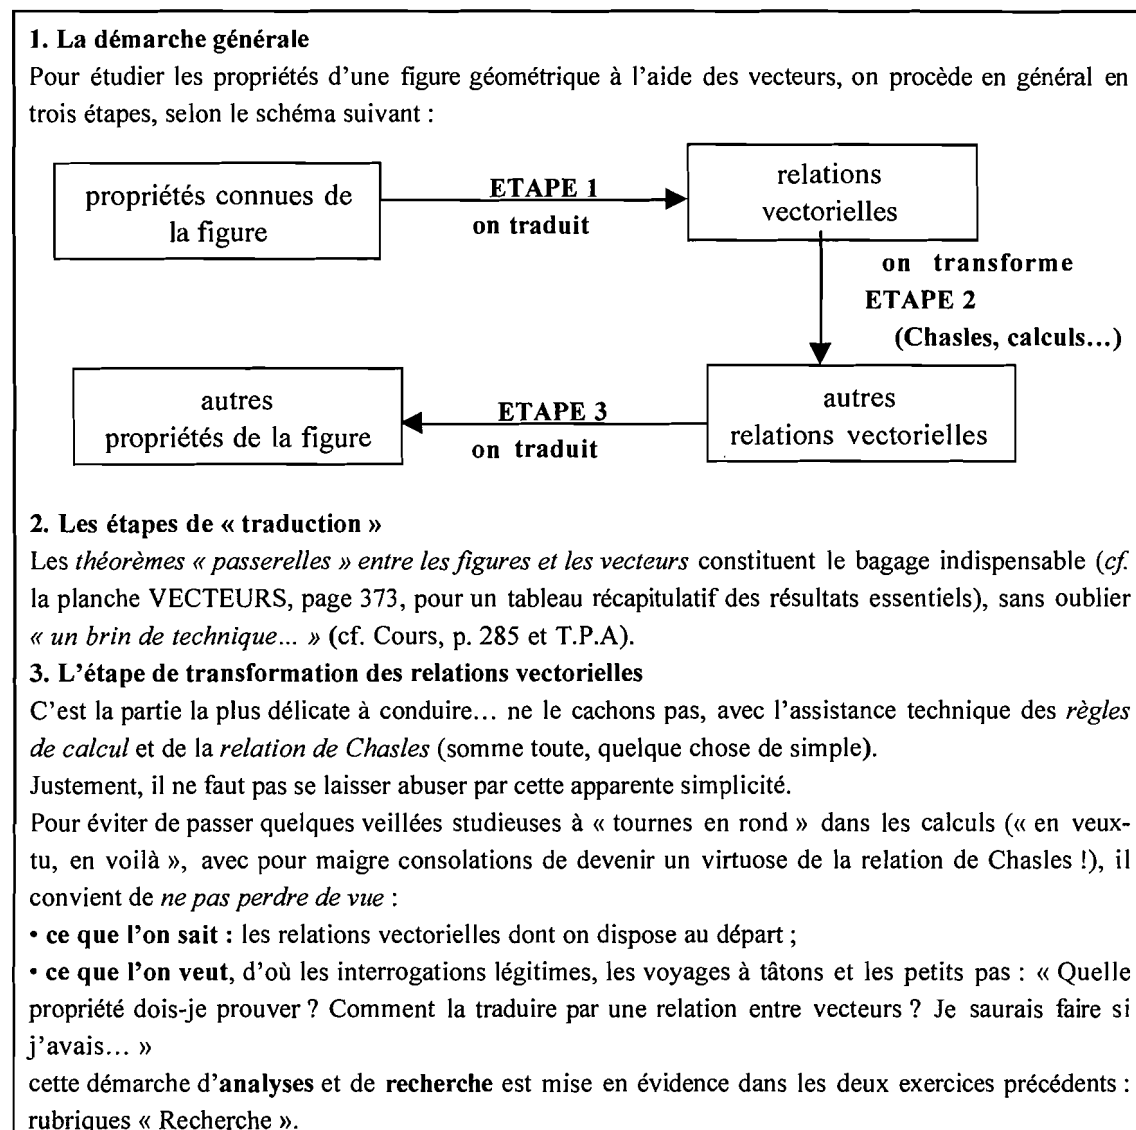 1. La démarche générale
Pour étudier les propriétés d'une figure géométrique à l'aide des vecteurs, on procède en général en
trois étapes, selon le schéma suivant :
propriétés connues de
la figure
ETAPE 1
on traduit
relations
vectorielles
on transforme
ETAPE 2
(Chasles, calculs...)
autres
propriétés de la figure
ETAPE 3
on traduit
autres
relations vectorielles
2. Les étapes de « traduction »
Les théorèmes « passerelles » entre les figures et les vecteurs constituent le bagage indispensable (cf.
la planche VECTEURS, page 373, pour un tableau récapitulatif des résultats essentiels), sans oublier
« un brin de technique... » (cf. Cours, p. 285 et T.P.A).
3. L'étape de transformation des relations vectorielles
C'est la partie la plus délicate à conduire... ne le cachons pas, avec l'assistance technique des règles
de calcul et de la relation de Chasles (somme toute, quelque chose de simple).
Justement, il ne faut pas se laisser abuser par cette apparente simplicité.
Pour éviter de passer quelques veillées studieuses à « tournes en rond » dans les calculs (« en veux-
tu, en voilà », avec pour maigre consolations de devenir un virtuose de la relation de Chasles !), il
convient de ne pas perdre de vue :
• ce que l'on sait : les relations vectorielles dont on dispose au départ ;
• ce que l'on veut, d'où les interrogations légitimes, les voyages à tâtons et les petits pas : « Quelle
propriété dois-je prouver ? Comment la traduire par une relation entre vecteurs ? Je saurais faire si
j'avais... »
cette démarche d'analyses et de recherche est mise en évidence dans les deux exercices précédents :
rubriques « Recherche ».